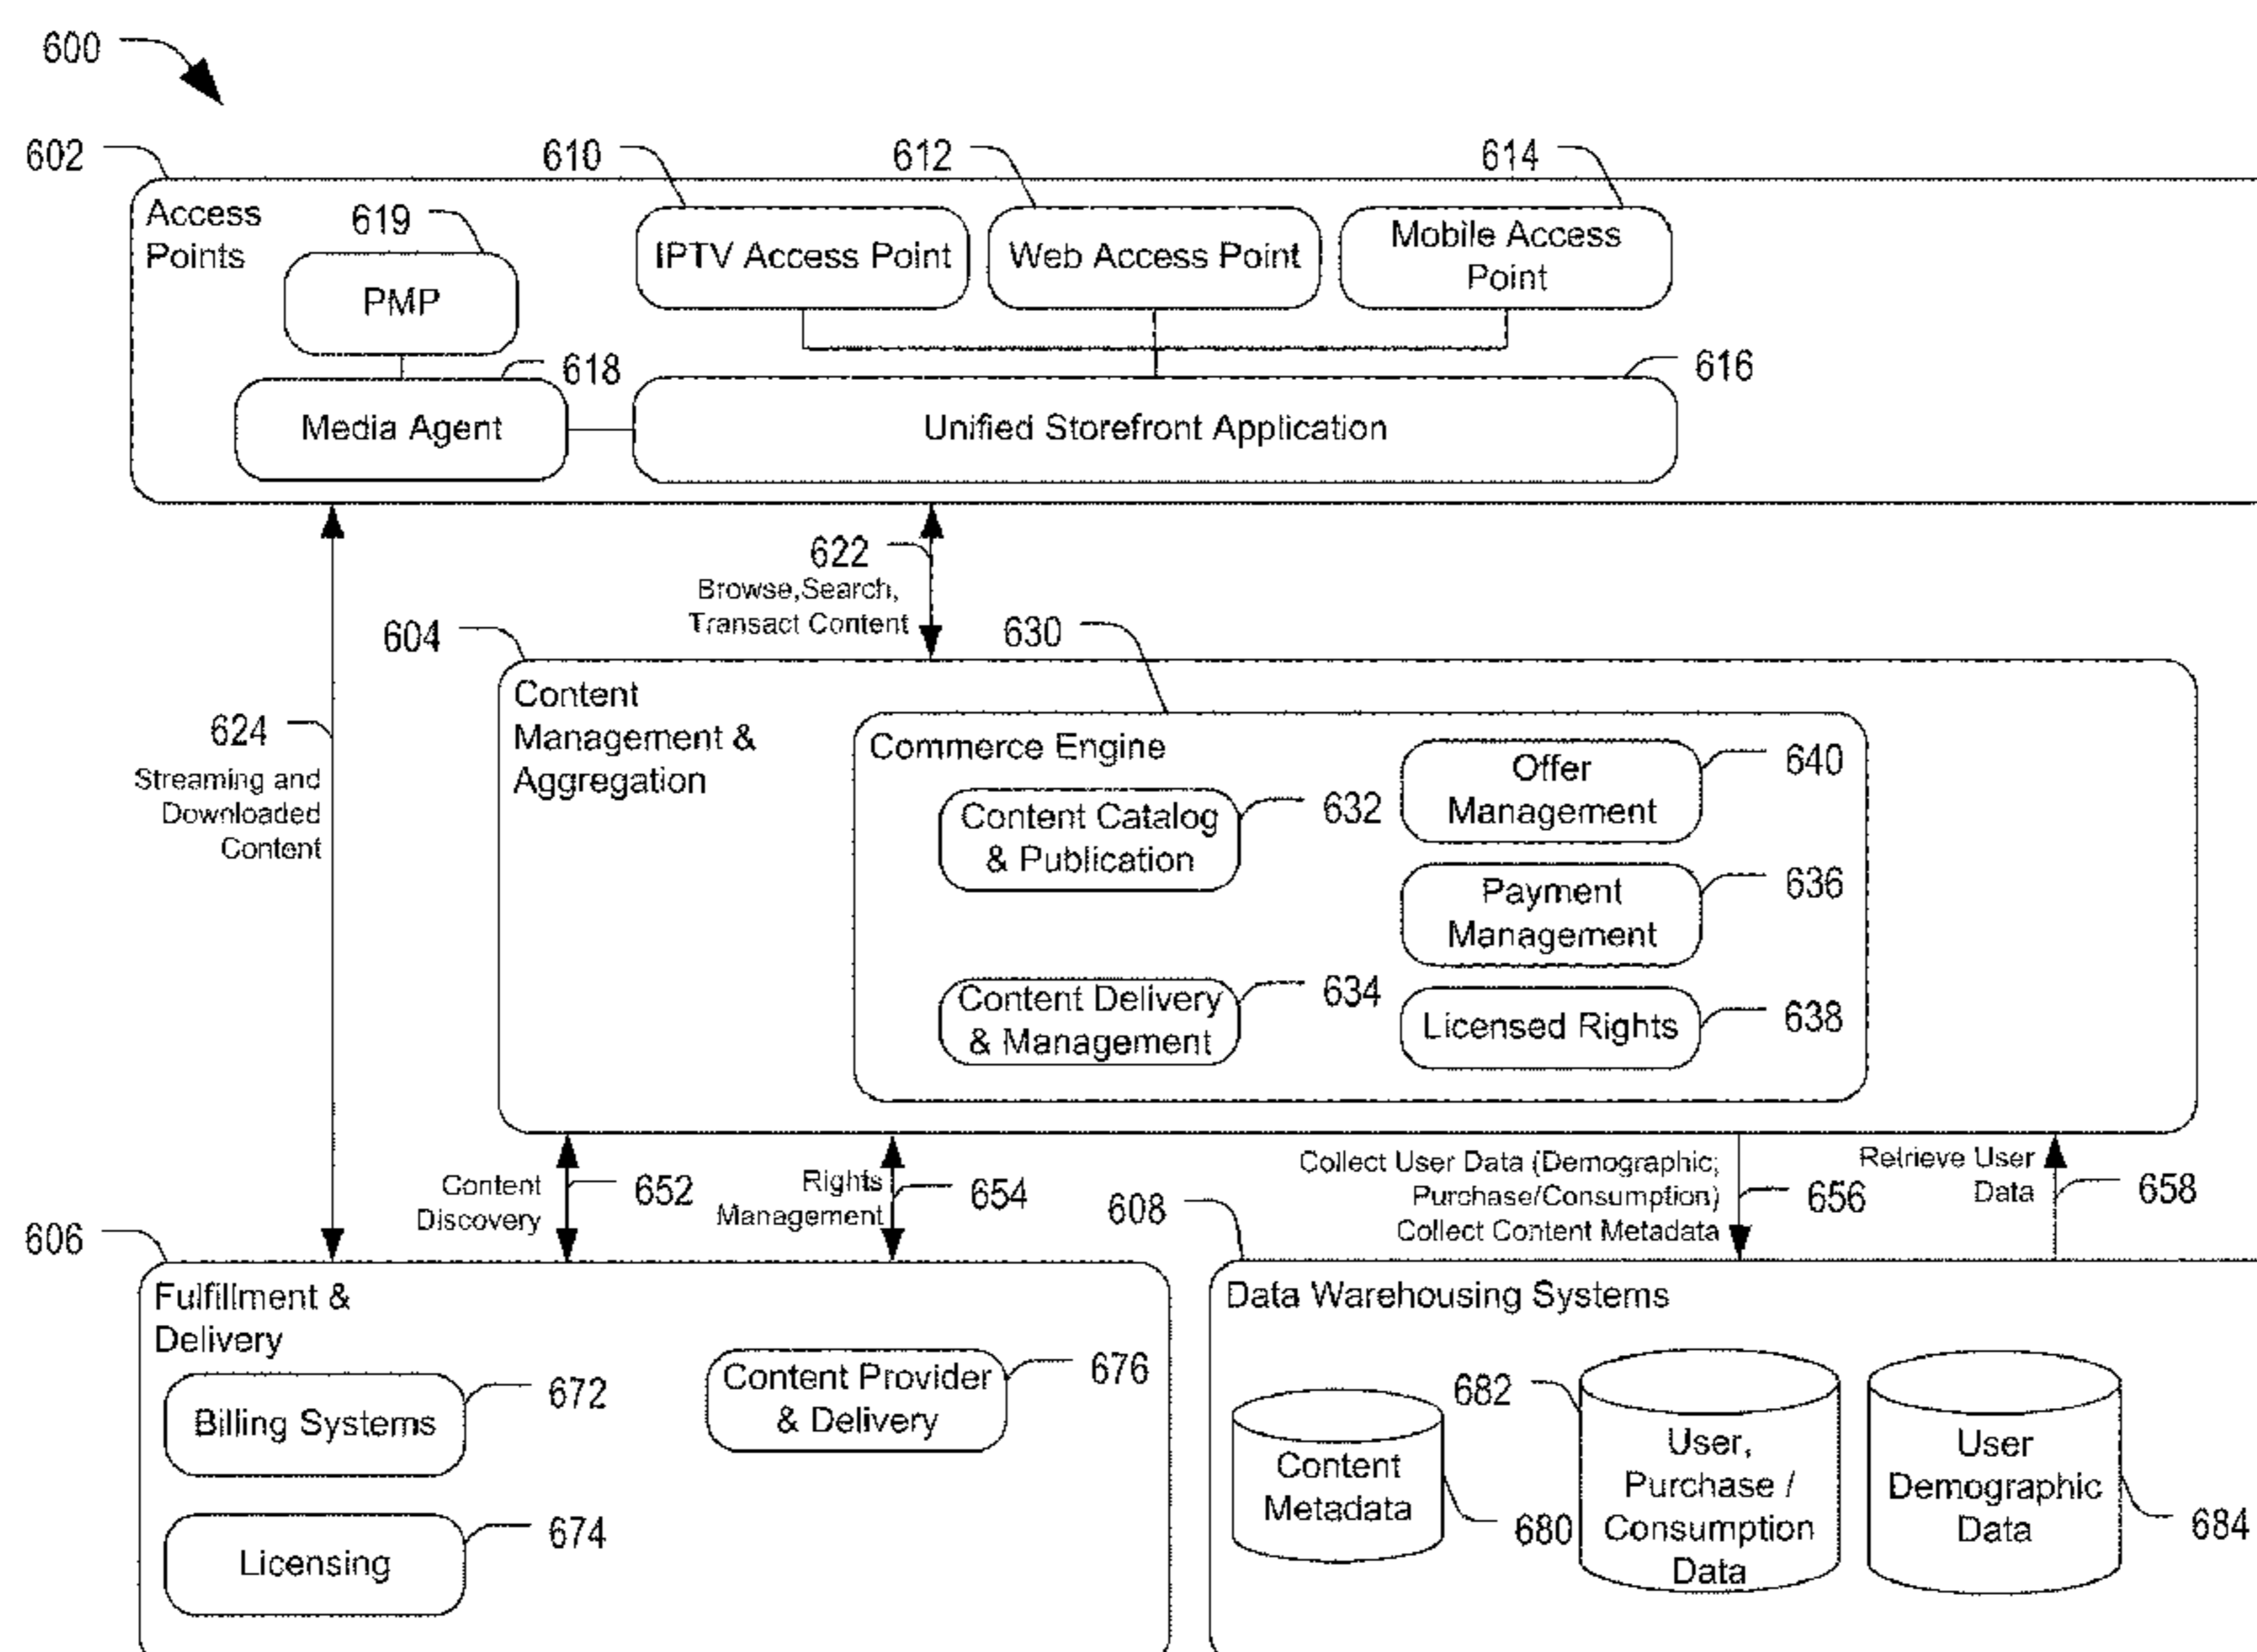 600
602
610
612
614
Access
Points
619
PMP
IPTV Access Point
Web Access Point
Mobile Access
Point
618
616
Media Agent
Unified Storefront Application
622
Browse,Search,
Transact Content
604
630
624
Streaming and
Downloaded
Content
Content
Management &
Aggregation
Commerce Engine
Content Catalog
& Publication
632
Offer
Management
640
Payment
Management
636
Content Delivery
& Management
634
Licensed Rights
638
Content
Discovery
652
Rights
Management
654
Collect User Data (Demographic;
Purchase/Consumption)
Collect Content Metadata
656
Retrieve User
Data
658
606
608
Fulfillment &
Delivery
Billing Systems
672
Content Provider
& Delivery
676
Licensing
674
Data Warehousing Systems
Content
Metadata
680
682
User,
Purchase /
Consumption
Data
User
Demographic
Data
684